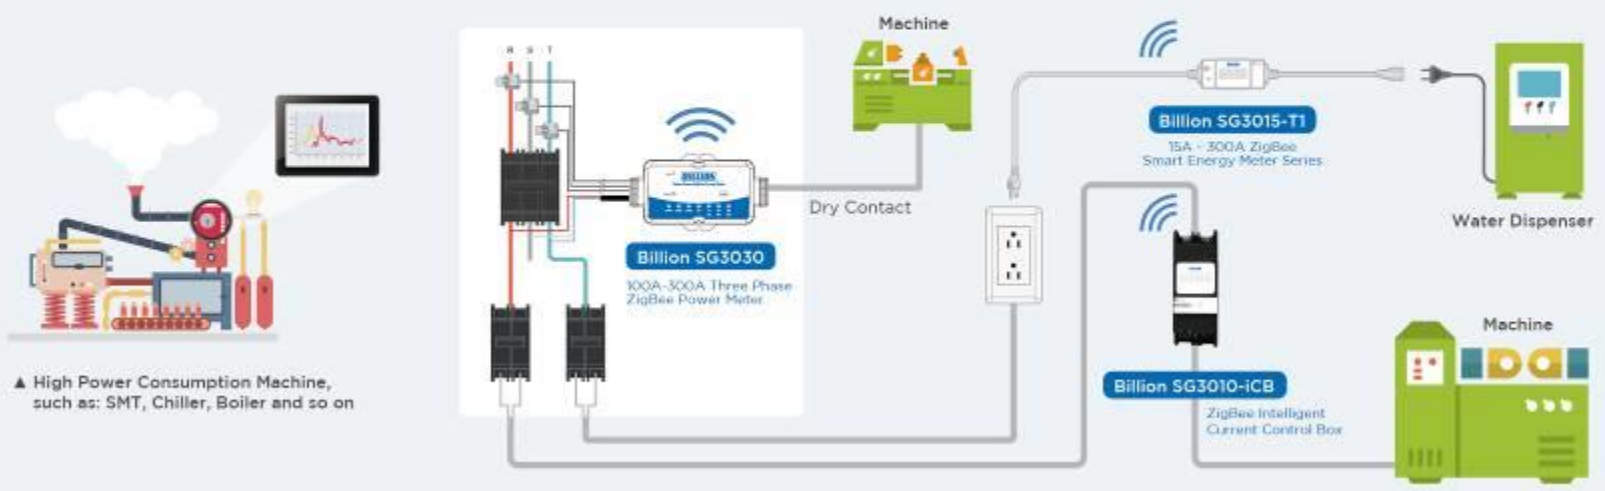 ▲ High Power Consumption Machine,
such as: SMT, Chiller, Boiler and so on
R S T
BILLION
Billion SG3030
100A-300A Three Phase
ZigBee Power Meter
Machine
Dry Contact
Billion SG3015-T1
15A - 300A ZigBee
Smart Energy Meter Series
Water Dispenser
Billion SG3010-iCB
ZigBee Intelligent
Current Control Box
Machine